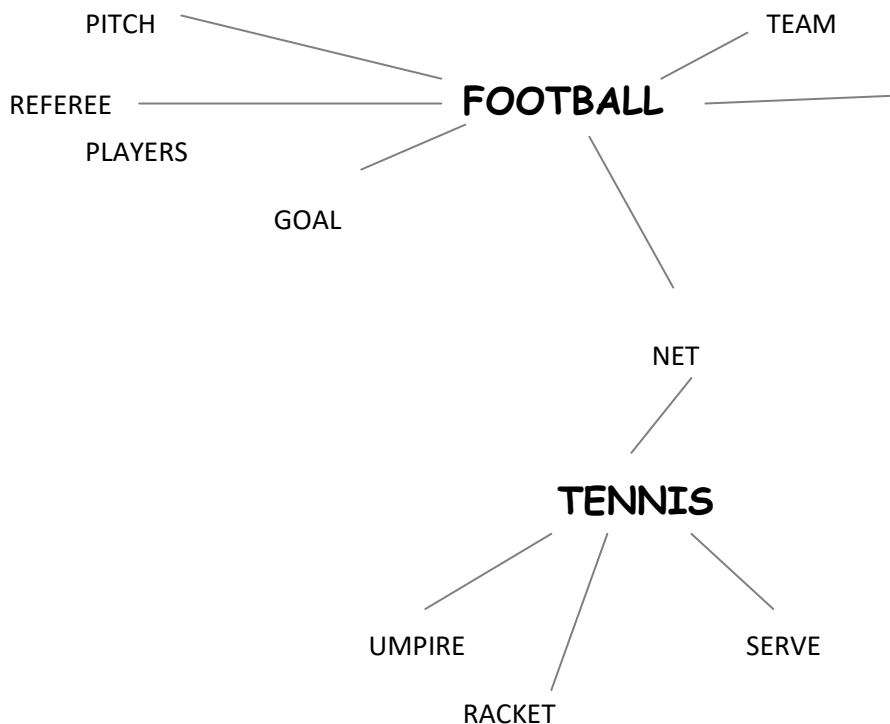 PITCH
TEAM
REFEREE
FOOTBALL
PLAYERS
GOAL
NET
TENNIS
UMPIRE
SERVE
RACKET